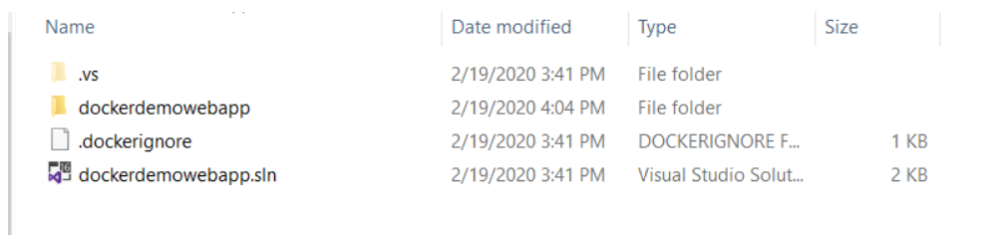 Name Date modified Type Size
.vs 2/19/2020 3:41 PM File folder
dockerdemowebapp 2/19/2020 4:04 PM File folder
.dockerignore 2/19/2020 3:41 PM DOCKERIGNORE F... 1 KB
dockerdemowebapp.sln 2/19/2020 3:41 PM Visual Studio Solut... 2 KB